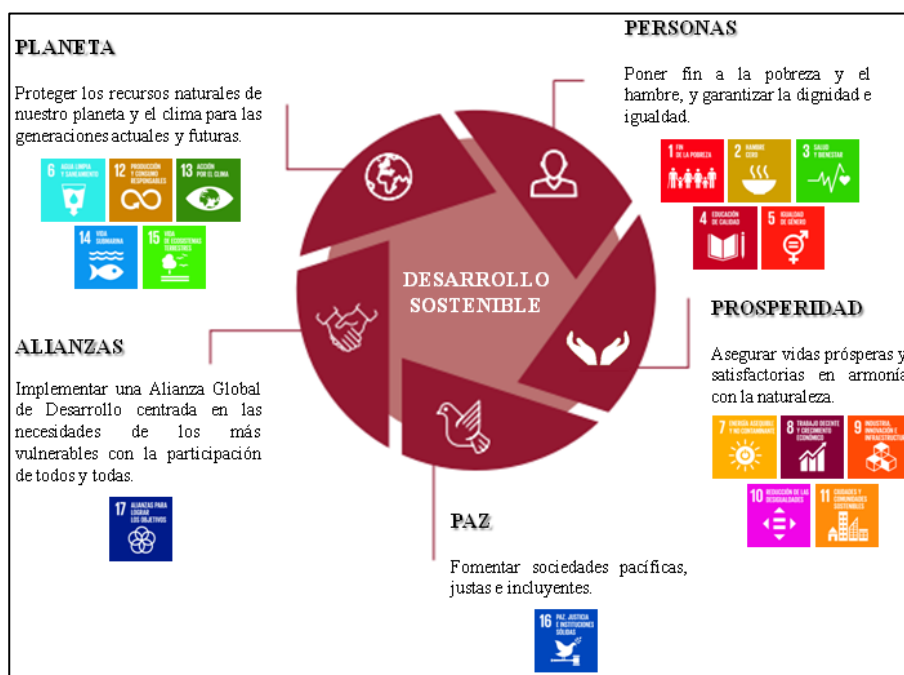 PLANETA
Proteger los recursos naturales de
nuestro planeta y el clima para las
generaciones actuales y futuras.
6 AGUA LIMPIA
Y SANEAMIENTO
12 PRODUCCIÓN
Y CONSUMO
RESPONSABLES
13 ACCIÓN
POR EL CLIMA
14 VIDA
SUBMARINA
15 VIDA
DE ECOSISTEMAS
TERRESTRES
PERSONAS
Poner fin a la pobreza y el
hambre, y garantizar la dignidad e
igualdad.
1 FIN
DE LA POBREZA
2 HAMBRE
CERO
3 SALUD
Y BIENESTAR
4 EDUCACIÓN
DE CALIDAD
5 IGUALDAD
DE GÉNERO
DESARROLLO
SOSTENIBLE
ALIANZAS
Implementar una Alianza Global
de Desarrollo centrada en las
necesidades de los más
vulnerables con la participación
de todos y todas.
17 ALIANZAS PARA
LOGRAR
LOS OBJETIVOS
PROSPERIDAD
Asegurar vidas prósperas y
satisfactorias en armonía
con la naturaleza.
7 ENERGÍA ASEQUIBLE
Y NO CONTAMINANTE
8 TRABAJO DECENTE
Y CRECIMIENTO
ECONÓMICO
9 INDUSTRIA,
INNOVACIÓN E
INFRAESTRUCTUR
10 REDUCCIÓN DE LAS
DESIGUALDADES
11 CIUDADES Y
COMUNIDADES
SOSTENIBLES
PAZ
Fomentar sociedades pacíficas,
justas e incluyentes.
16 PAZ, JUSTICIA
E INSTITUCIONES
SÓLIDAS